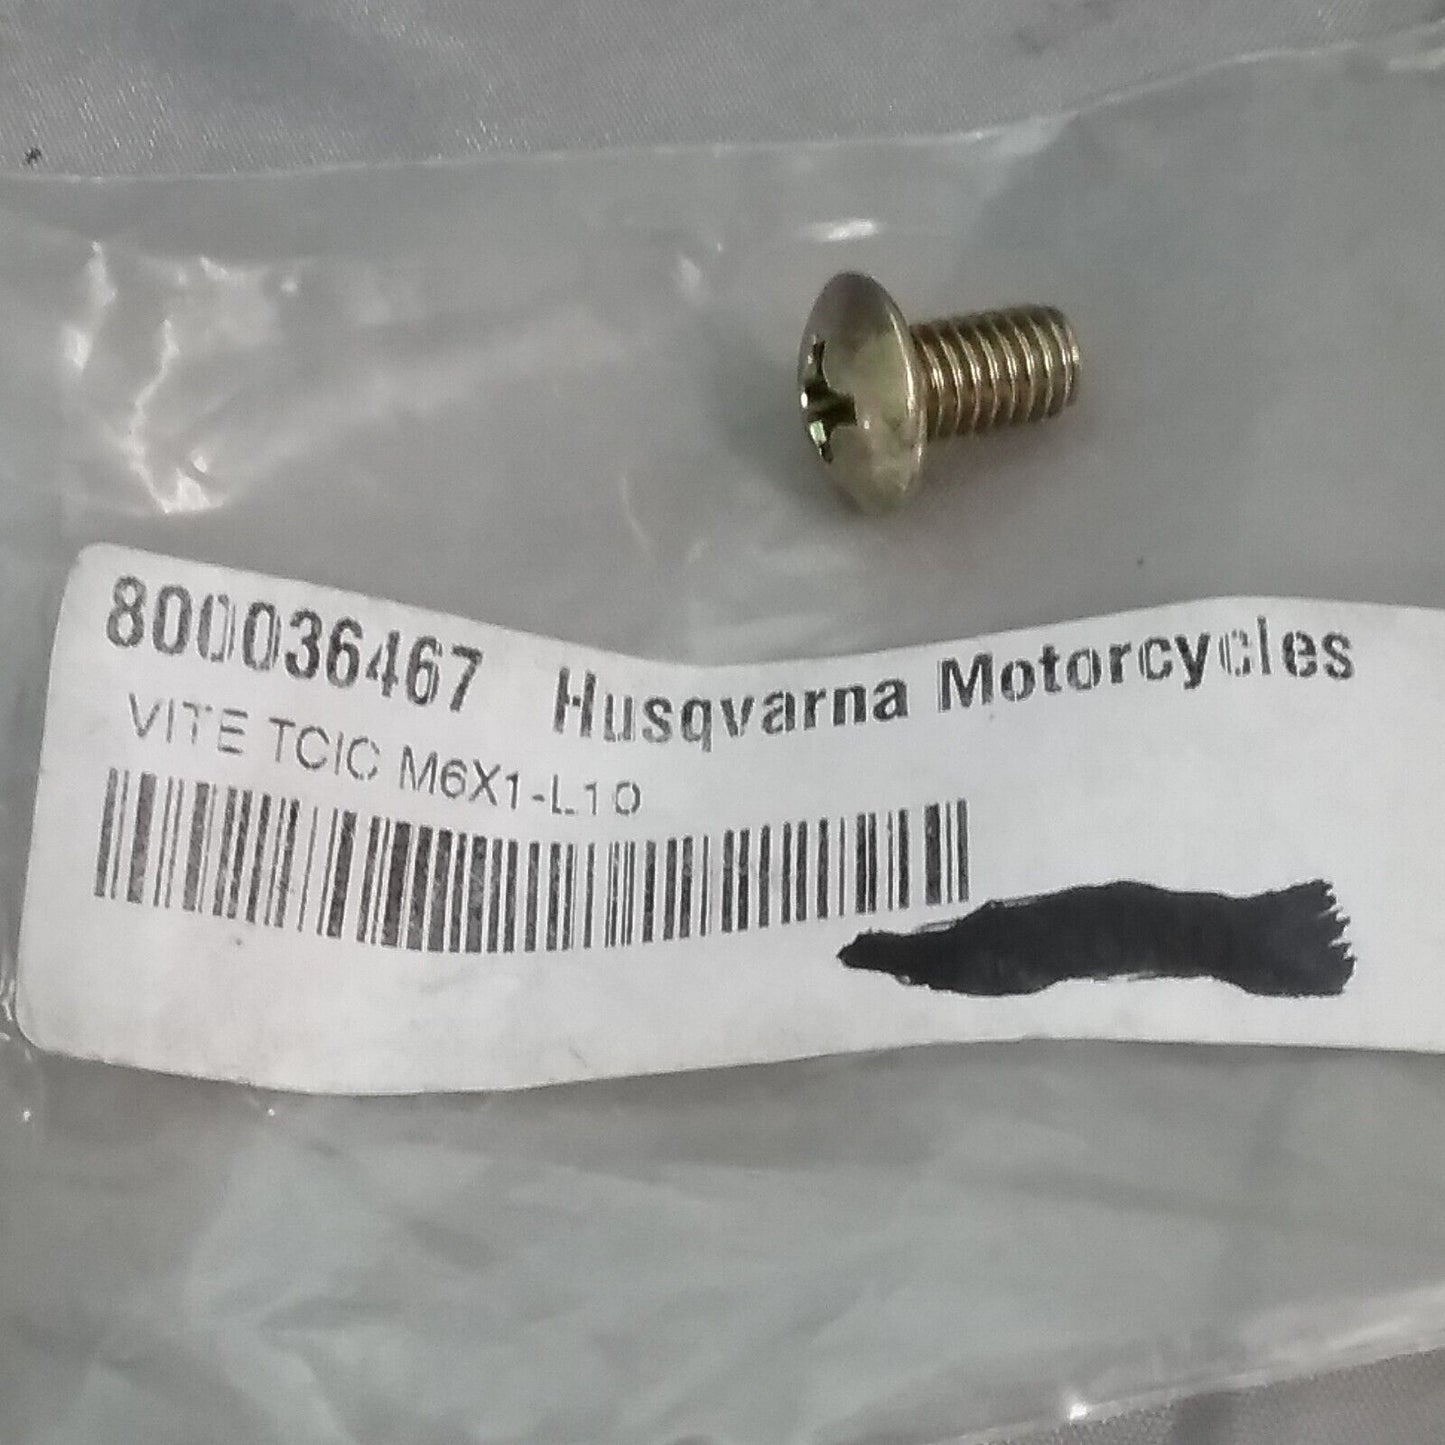 800036467 Husqvarna Motorcycles
VITE TCIC M6X1-L10